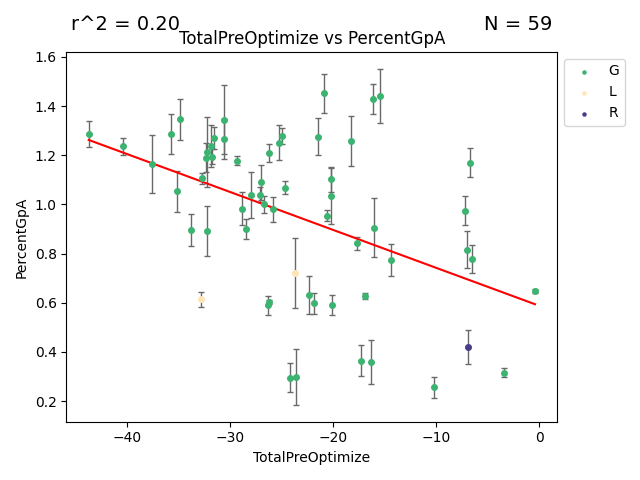 r^2 = 0.20
N = 59
TotalPreOptimize vs PercentGpA
G
L
R
PercentGpA
1.6
1.4
1.2
1.0
0.8
0.6
0.4
0.2
−40
−30
−20
−10
0
TotalPreOptimize